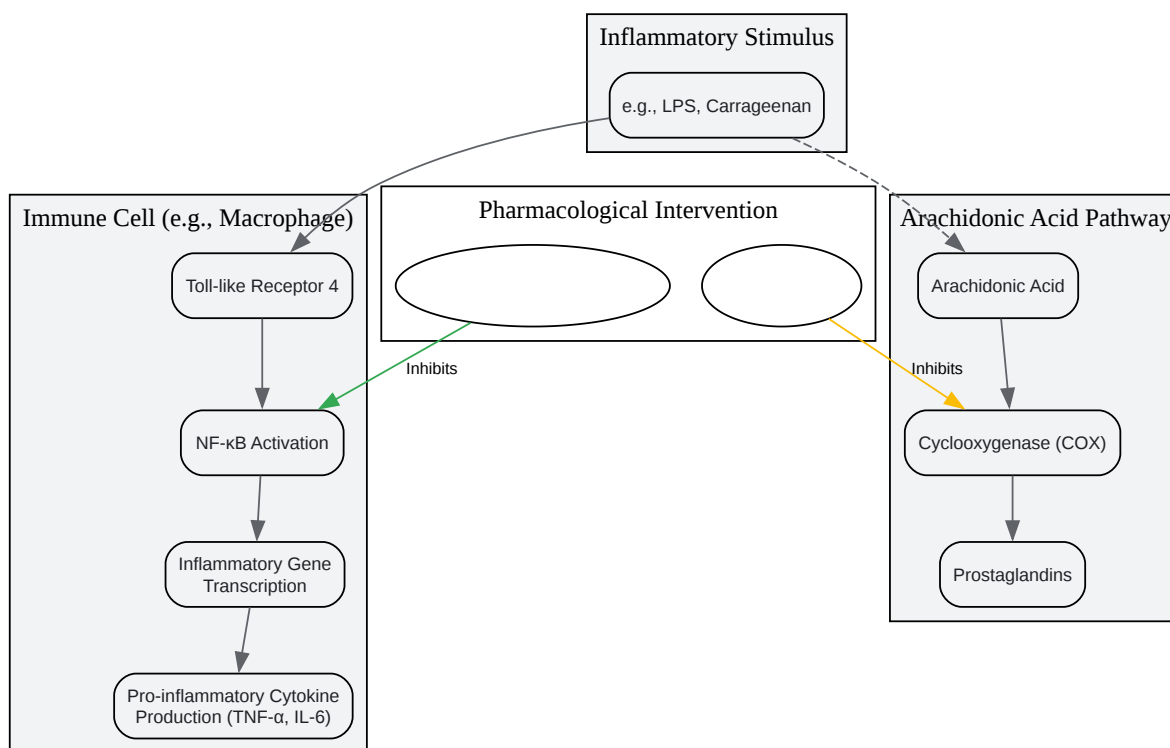 Inflammatory Stimulus
e.g., LPS, Carrageenan
Immune Cell (e.g., Macrophage)
Pharmacological Intervention
Arachidonic Acid Pathway
Toll-like Receptor 4
Arachidonic Acid
Inhibits
Inhibits
NF-κB Activation
Cyclooxygenase (COX)
Inflammatory Gene
Transcription
Prostaglandins
Pro-inflammatory Cytokine
Production (TNF-α, IL-6)